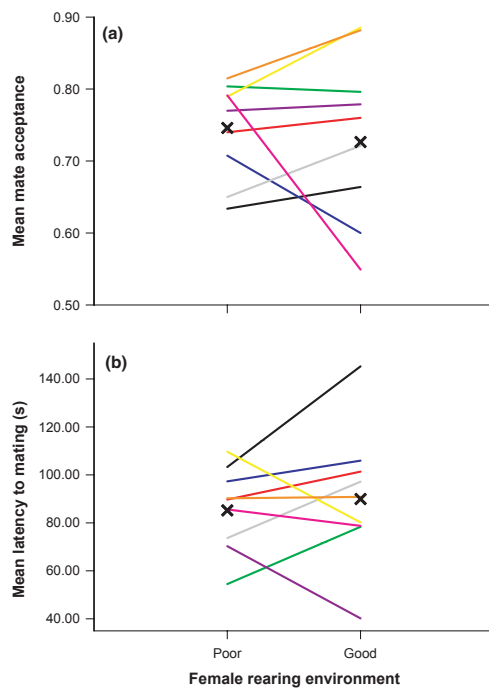 0.90
(a)
0.80
0.70
0.60
0.50
Mean mate acceptance
(b)
140.00
120.00
100.00
80.00
60.00
40.00
Mean latency to mating (s)
Poor Good
Female rearing environment